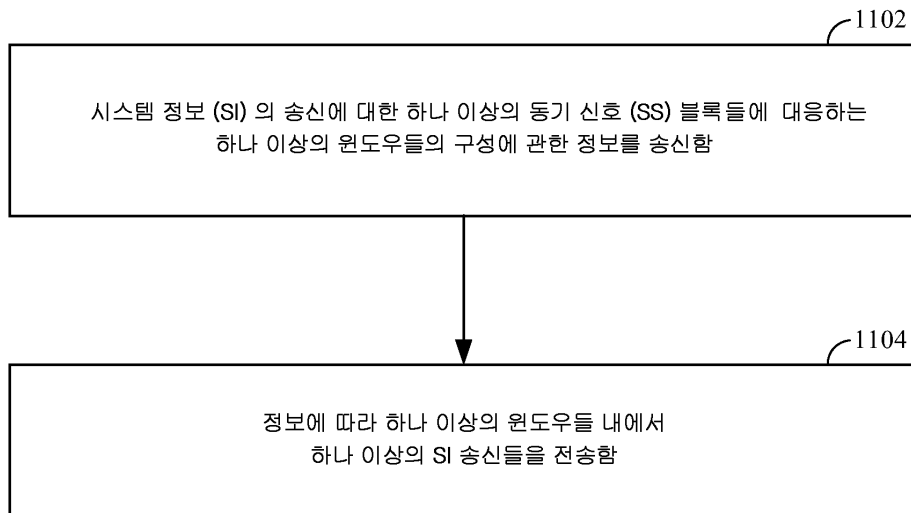 1102
시스템 정보 (SI) 의 송신에 대한 하나 이상의 동기 신호 (SS) 블록들에 대응하는
하나 이상의 윈도우들의 구성에 관한 정보를 송신함
1104
정보에 따라 하나 이상의 윈도우들 내에서
하나 이상의 SI 송신들을 전송함